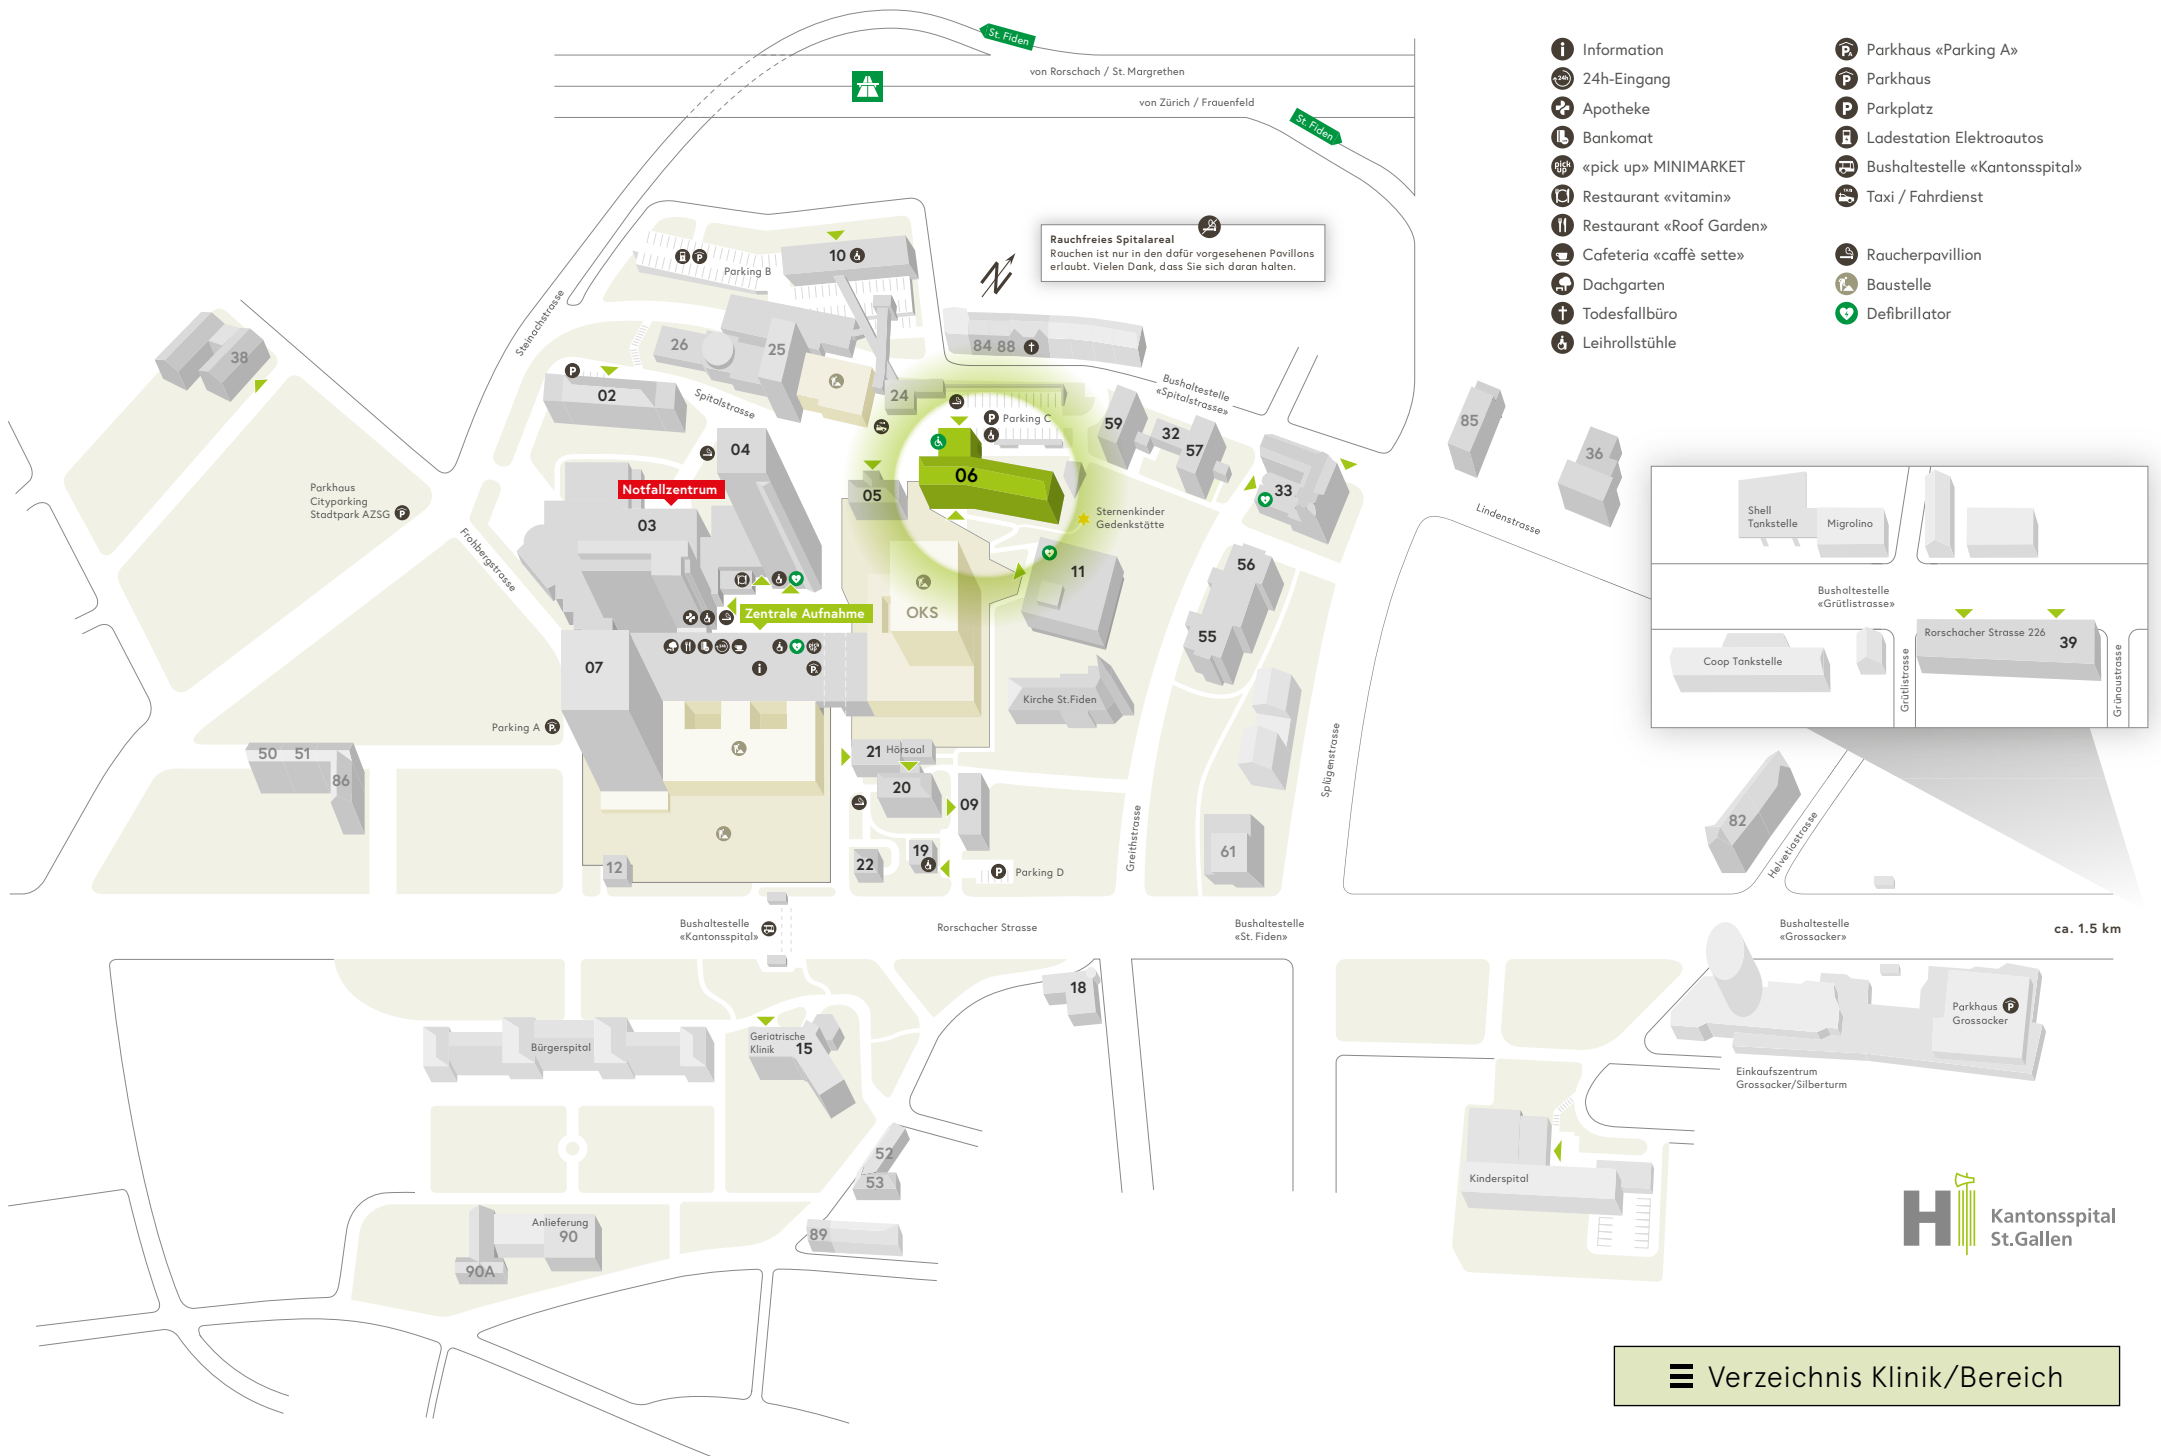 St. Fiden
von Rorschach / St. Margrethen
von Zürich / Frauenfeld
St. Fiden
Information
24h-Eingang
Apotheke
Bankomat
«pick up» MINIMARKET
Restaurant «vitamin»
Restaurant «Roof Garden»
Cafeteria «caffè sette»
Dachgarten
Todesfallbüro
Leihrollstühle
Parkhaus «Parking A»
Parkhaus
Parkplatz
Ladestation Elektroautos
Bushaltestelle «Kantonsspital»
Taxi / Fahrdienst
Raucherpavillion
Baustelle
Defibrillator
Rauchfreies Spitalareal
Rauchen ist nur in den dafür vorgesehenen Pavillons
erlaubt. Vielen Dank, dass Sie sich daran halten.
N
10
Parking B
Steinachstrasse
38
26
25
84 88
02
Spitalstrasse
24
Bushaltestelle
«Spitalstrasse»
Parking C
59
32
57
85
36
04
06
05
33
Notfallzentrum
03
Parkhaus
Cityparking
Stadtpark AZSG
Frohbergstrasse
Sternenkinder
Gedenkstätte
Lindenstrasse
11
56
55
OKS
Zentrale Aufnahme
07
Parking A
Kirche St.Fiden
50
51
86
21
Hörsaal
20
09
22
19
12
Parking D
Greithstrasse
Splügenstrasse
61
82
Helvetiastrasse
Shell
Tankstelle
Migrolino
Bushaltestelle
«Grütlistrasse»
Rorschacher Strasse 226
39
Coop Tankstelle
Grütlistrasse
Grünaustrasse
Bushaltestelle
«Kantonsspital»
Rorschacher Strasse
Bushaltestelle
«St. Fiden»
Bushaltestelle
«Grossacker»
ca. 1.5 km
18
Bürgerspital
Geriatrische
Klinik
15
Parkhaus
Grossacker
Einkaufszentrum
Grossacker/Silberturm
52
53
89
Anlieferung
90
90A
Kinderspital
Kantonsspital
St.Gallen
Verzeichnis Klinik/Bereich